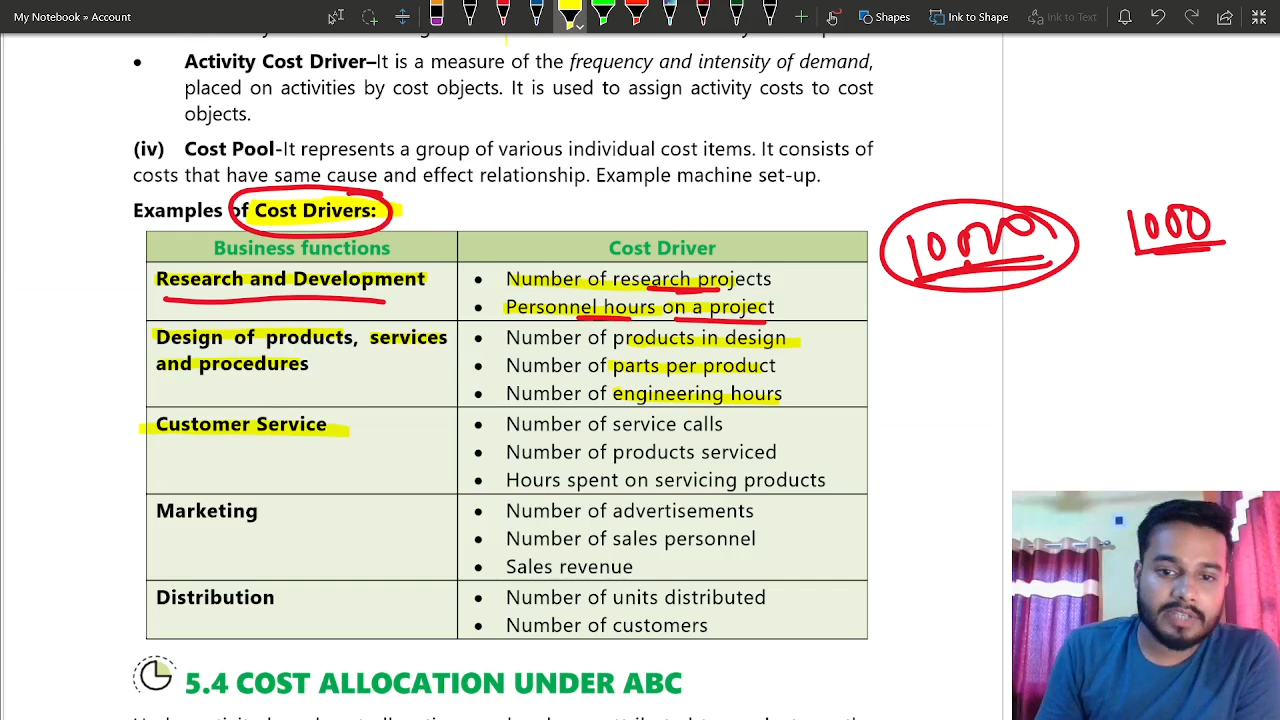 My Notebook » Account
Shapes
Ink to Shape
Ink to Text
• Activity Cost Driver–It is a measure of the frequency and intensity of demand,
placed on activities by cost objects. It is used to assign activity costs to cost
objects.
(iv) Cost Pool-It represents a group of various individual cost items. It consists of
costs that have same cause and effect relationship. Example machine set-up.
Examples of Cost Drivers:
Business functions Cost Driver
Research and Development
• Number of research projects
• Personnel hours on a project
Design of products, services
and procedures
• Number of products in design
• Number of parts per product
• Number of engineering hours
Customer Service
• Number of service calls
• Number of products serviced
• Hours spent on servicing products
Marketing
• Number of advertisements
• Number of sales personnel
• Sales revenue
Distribution
• Number of units distributed
• Number of customers
1000
5.4 COST ALLOCATION UNDER ABC